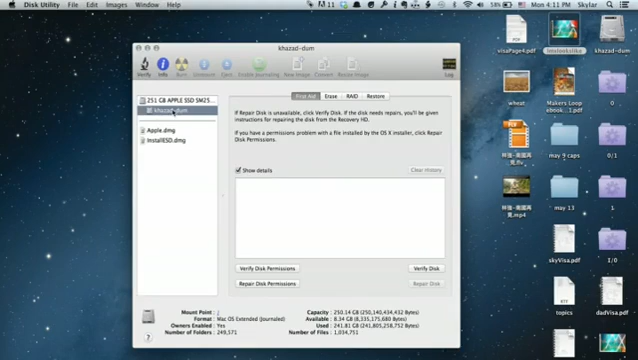 Disk Utility File Edit Images Window Help
11
58% Mon 4:11 PM Skylar
khazad-dum
Verify Info Burn Unmount Eject Enable Journaling New Image Convert Resize Image Log
251 GB APPLE SSD SM25...
khazad-dum
Apple.dmg
InstallESD.dmg
First Aid Erase RAID Restore
If Repair Disk is unavailable, click Verify Disk. If the disk needs repairs, you'll be given
instructions for repairing the disk from the Recovery HD.
If you have a permissions problem with a file installed by the OS X installer, click Repair
Disk Permissions.
Show details
Clear History
Verify Disk Permissions
Verify Disk
Repair Disk Permissions
Repair Disk
Mount Point : /
Format : Mac OS Extended (Journaled)
Owners Enabled : Yes
Number of Folders : 249,571
Capacity : 250.14 GB (250,140,434,432 Bytes)
Available : 8.34 GB (8,335,175,680 Bytes)
Used : 241.81 GB (241,805,258,752 Bytes)
Number of Files : 1,034,751
visaPage4.PDF
khazad-dum
wheat
Makers Loop
ebook...1.pdf
0
may 9 caps
0/1
may 13
1
skyVisa.pdf
I/0
topics
dadVisa.pdf